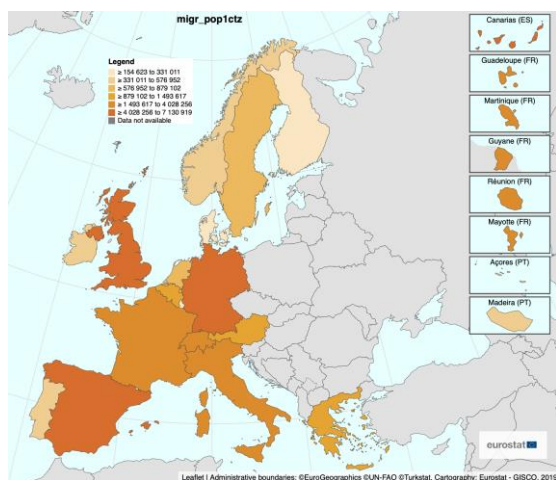 migr_pop1ctz
Legend
≥ 154 623 to 331 011
≥ 331 011 to 576 952
≥ 576 952 to 879 102
≥ 879 102 to 1 493 617
≥ 1 493 617 to 4 028 256
≥ 4 028 256 to 7 130 919
Data not available
Canarias (ES)
Guadeloupe (FR)
Martinique (FR)
Guyane (FR)
Réunion (FR)
Mayotte (FR)
Açores (PT)
Madeira (PT)
eurostat
Leaflet | Administrative boundaries: ©EuroGeographics ©UN-FAO ©Turkstat, Cartography: Eurostat - GISCO, 2019